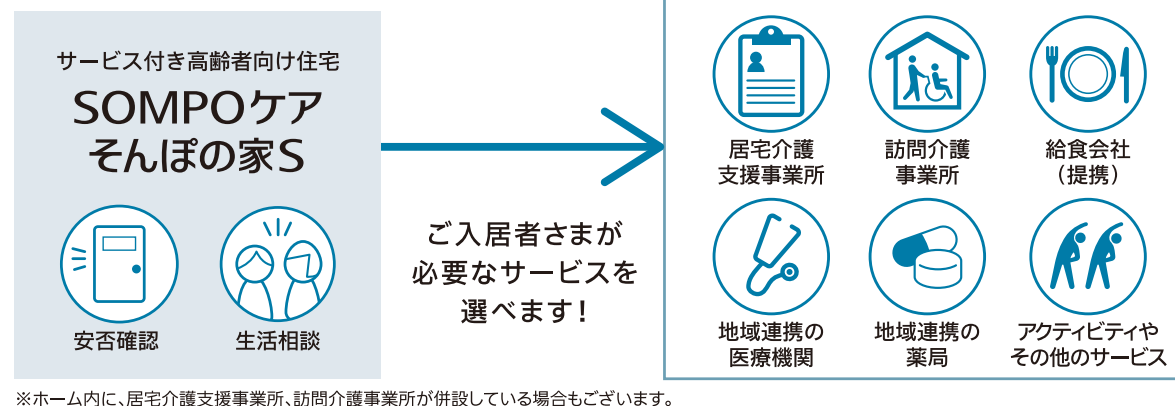 サービス付き高齢者向け住宅
SOMPOケア
そんぽの家S
安否確認
生活相談
ご入居者さまが
必要なサービスを
選べます!
居宅介護
支援事業所
訪問介護
事業所
給食会社
（提携）
地域連携の
医療機関
地域連携の
薬局
アクティビティや
その他のサービス
※ホーム内に、居宅介護支援事業所、訪問介護事業所が併設している場合もございます。